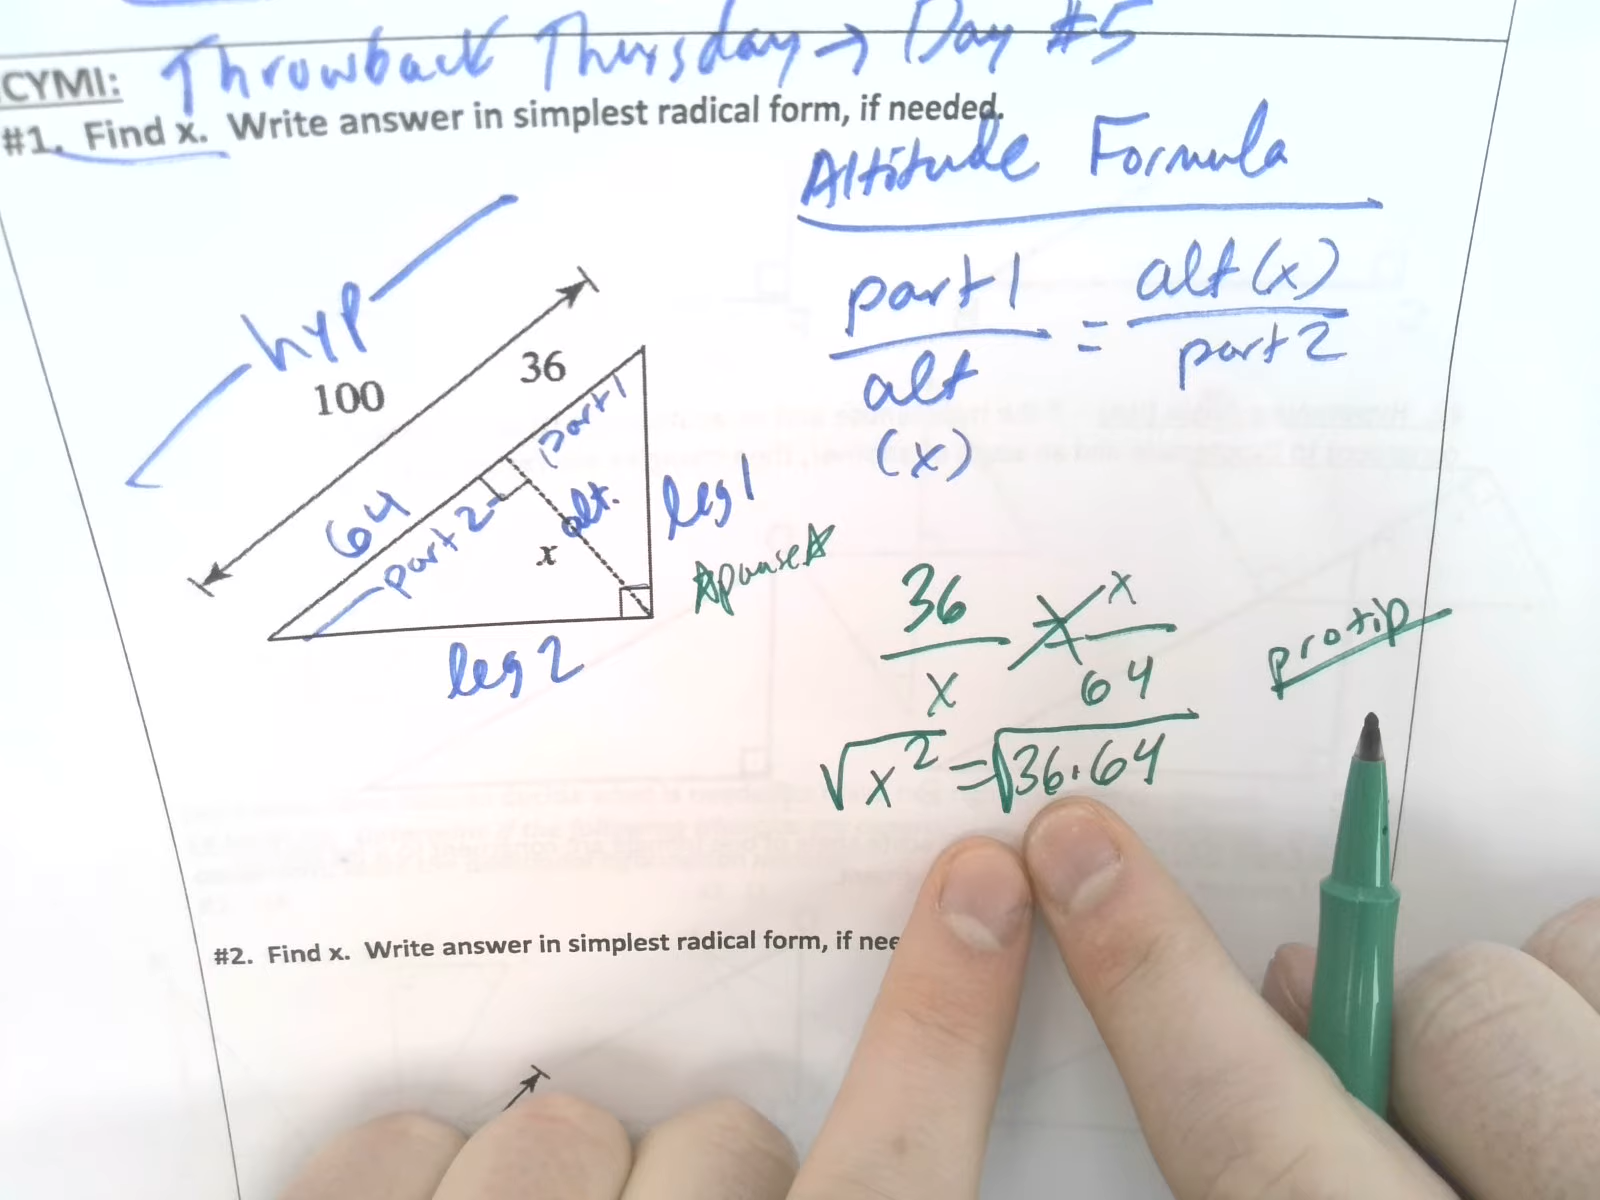 Throwback Thursday → Day #5
CYMI:
#1. Find x. Write answer in simplest radical form, if needed.
Altitude Formula
part 1 / alt (x) = alt (x) / part 2
hyp
100
36
part 1
64
part 2
alt.
x
leg 1
leg 2
☆pause☆
36 / x = x / 64
√x² = √36·64
protip
#2. Find x. Write answer in simplest radical form, if nee